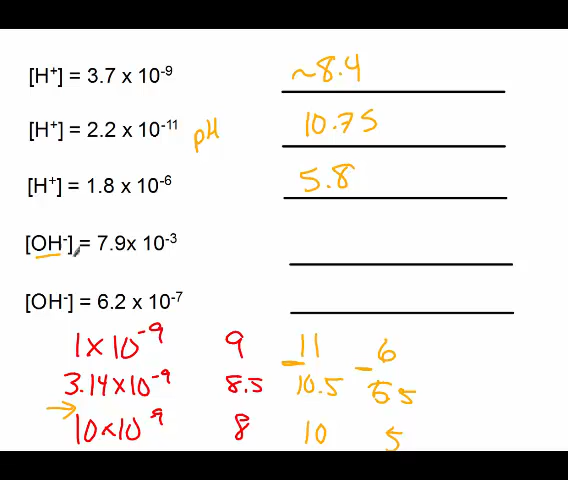 [H⁺] = 3.7 x 10⁻⁹ ~8.4
[H⁺] = 2.2 x 10⁻¹¹ pH 10.75
[H⁺] = 1.8 x 10⁻⁶ 5.8
[OH⁻] = 7.9x 10⁻³
[OH⁻] = 6.2 x 10⁻⁷
1x10⁻⁹ 9 11 6
3.14x10⁻⁹ 8.5 10.5 5.5
→ 10x10⁻⁹ 8 10 5